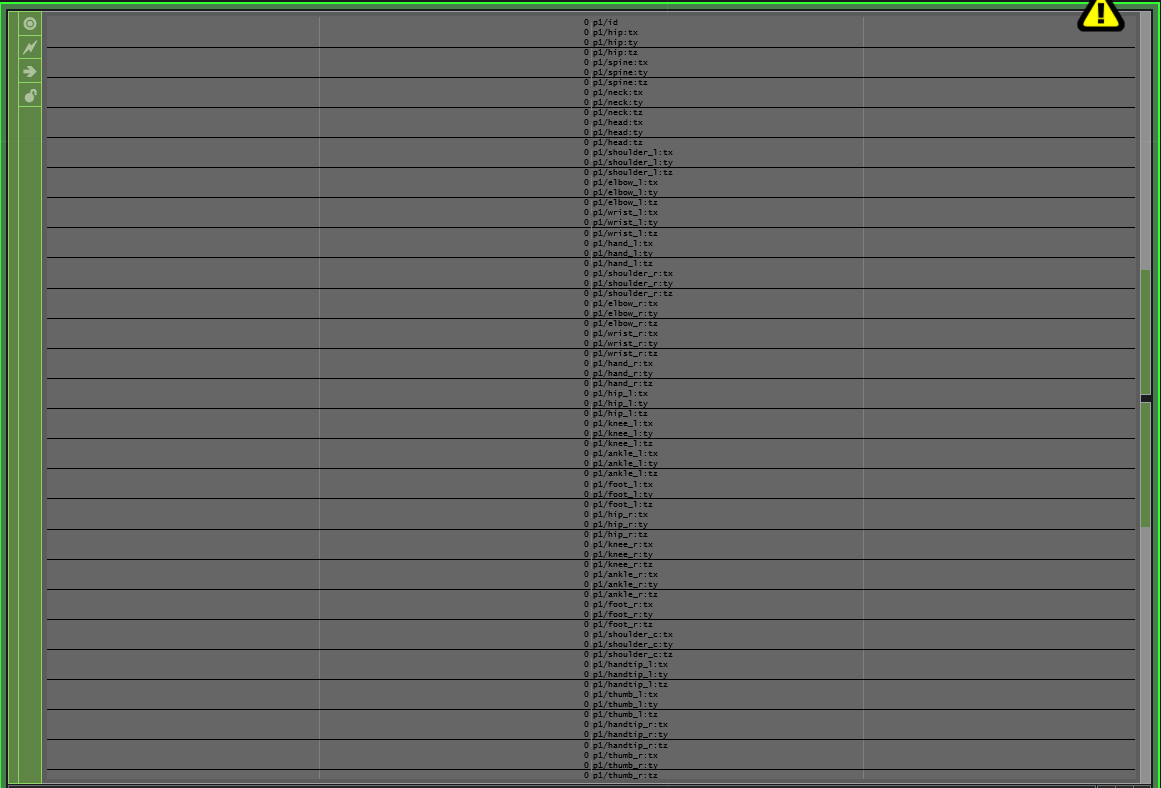 0 p1/id
0 p1/hip:tx
0 p1/hip:ty
0 p1/hip:tz
0 p1/spine:tx
0 p1/spine:ty
0 p1/spine:tz
0 p1/neck:tx
0 p1/neck:ty
0 p1/neck:tz
0 p1/head:tx
0 p1/head:ty
0 p1/head:tz
0 p1/shoulder_l:tx
0 p1/shoulder_l:ty
0 p1/shoulder_l:tz
0 p1/elbow_l:tx
0 p1/elbow_l:ty
0 p1/elbow_l:tz
0 p1/wrist_l:tx
0 p1/wrist_l:ty
0 p1/wrist_l:tz
0 p1/hand_l:tx
0 p1/hand_l:ty
0 p1/hand_l:tz
0 p1/shoulder_r:tx
0 p1/shoulder_r:ty
0 p1/shoulder_r:tz
0 p1/elbow_r:tx
0 p1/elbow_r:ty
0 p1/elbow_r:tz
0 p1/wrist_r:tx
0 p1/wrist_r:ty
0 p1/wrist_r:tz
0 p1/hand_r:tx
0 p1/hand_r:ty
0 p1/hand_r:tz
0 p1/hip_l:tx
0 p1/hip_l:ty
0 p1/hip_l:tz
0 p1/knee_l:tx
0 p1/knee_l:ty
0 p1/knee_l:tz
0 p1/ankle_l:tx
0 p1/ankle_l:ty
0 p1/ankle_l:tz
0 p1/foot_l:tx
0 p1/foot_l:ty
0 p1/foot_l:tz
0 p1/hip_r:tx
0 p1/hip_r:ty
0 p1/hip_r:tz
0 p1/knee_r:tx
0 p1/knee_r:ty
0 p1/knee_r:tz
0 p1/ankle_r:tx
0 p1/ankle_r:ty
0 p1/ankle_r:tz
0 p1/foot_r:tx
0 p1/foot_r:ty
0 p1/foot_r:tz
0 p1/shoulder_c:tx
0 p1/shoulder_c:ty
0 p1/shoulder_c:tz
0 p1/handtip_l:tx
0 p1/handtip_l:ty
0 p1/handtip_l:tz
0 p1/thumb_l:tx
0 p1/thumb_l:ty
0 p1/thumb_l:tz
0 p1/handtip_r:tx
0 p1/handtip_r:ty
0 p1/handtip_r:tz
0 p1/thumb_r:tx
0 p1/thumb_r:ty
0 p1/thumb_r:tz